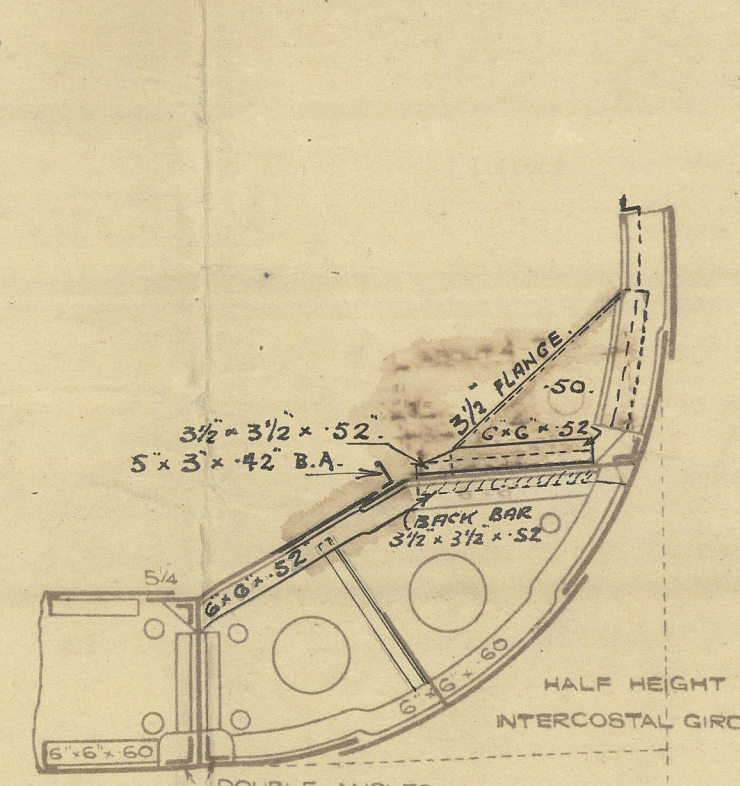 3½" FLANGE.
·50.
3½" × 3½" × ·52".
6" × 6" × ·52
5" × 3" × ·42" B.A.
BACK BAR
3½" × 3½" × ·52
6" × 6" × ·52"
5¼
6" × 6" × ·60
HALF HEIGHT
INTERCOSTAL GIRD
6" × 6" × ·60
DOUBLE ANGLES